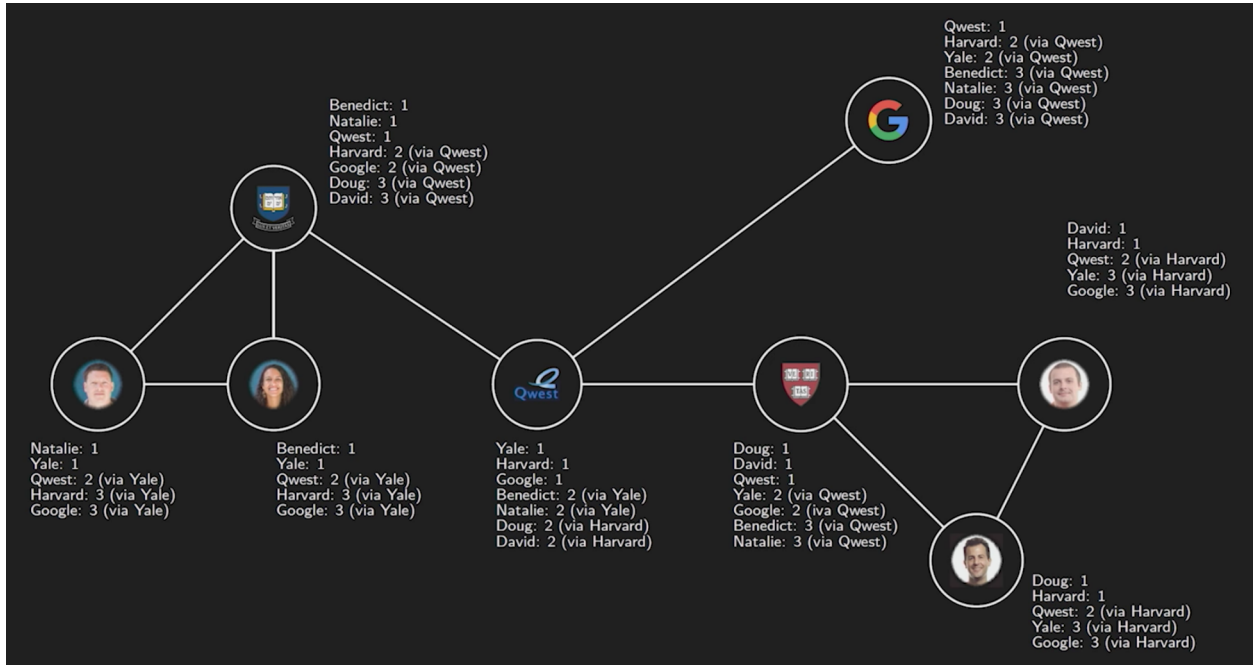 Qwest: 1
Harvard: 2 (via Qwest)
Yale: 2 (via Qwest)
Benedict: 3 (via Qwest)
Natalie: 3 (via Qwest)
Doug: 3 (via Qwest)
David: 3 (via Qwest)
Benedict: 1
Natalie: 1
Qwest: 1
Harvard: 2 (via Qwest)
Google: 2 (via Qwest)
Doug: 3 (via Qwest)
David: 3 (via Qwest)
David: 1
Harvard: 1
Qwest: 2 (via Harvard)
Yale: 3 (via Harvard)
Google: 3 (via Harvard)
Qwest
Natalie: 1
Yale: 1
Qwest: 2 (via Yale)
Harvard: 3 (via Yale)
Google: 3 (via Yale)
Benedict: 1
Yale: 1
Qwest: 2 (via Yale)
Harvard: 3 (via Yale)
Google: 3 (via Yale)
Yale: 1
Harvard: 1
Google: 1
Benedict: 2 (via Yale)
Natalie: 2 (via Yale)
Doug: 2 (via Harvard)
David: 2 (via Harvard)
Doug: 1
David: 1
Qwest: 1
Yale: 2 (via Qwest)
Google: 2 (iva Qwest)
Benedict: 3 (via Qwest)
Natalie: 3 (via Qwest)
Doug: 1
Harvard: 1
Qwest: 2 (via Harvard)
Yale: 3 (via Harvard)
Google: 3 (via Harvard)